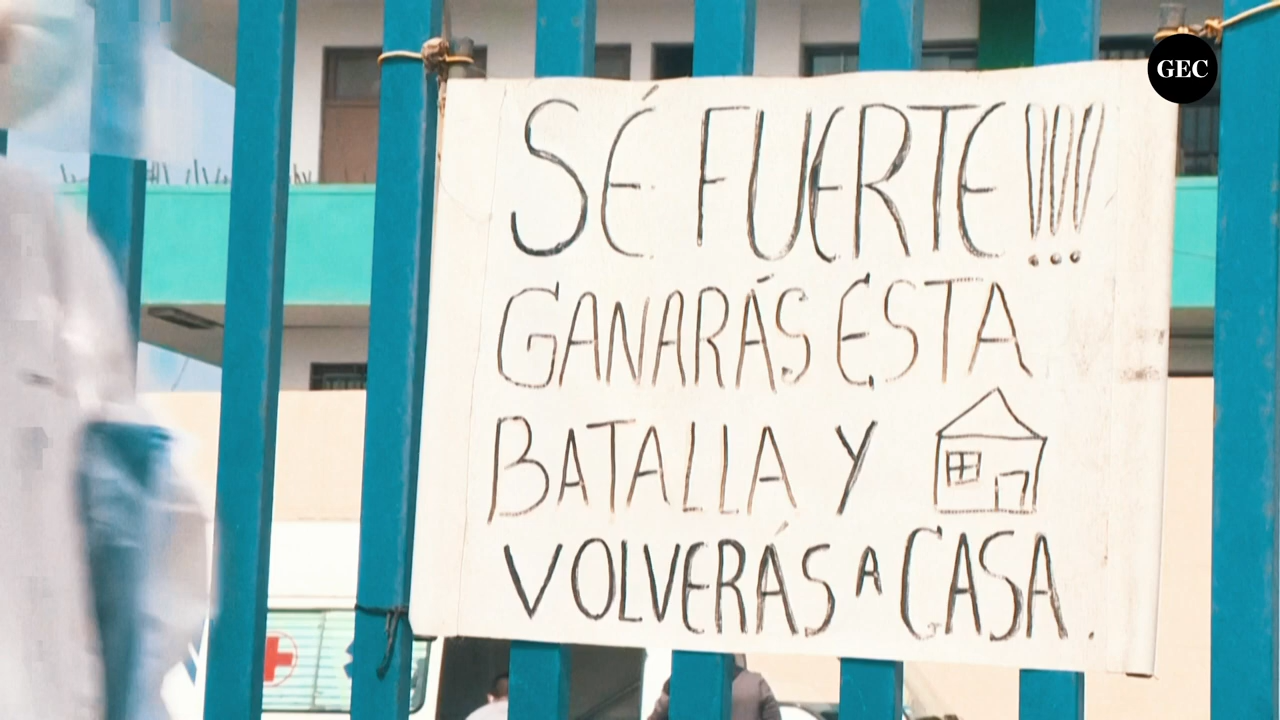 GEC
SÉ FUERTE!!!!
GANARÁS ESTA
BATALLA Y
VOLVERÁS A CASA.